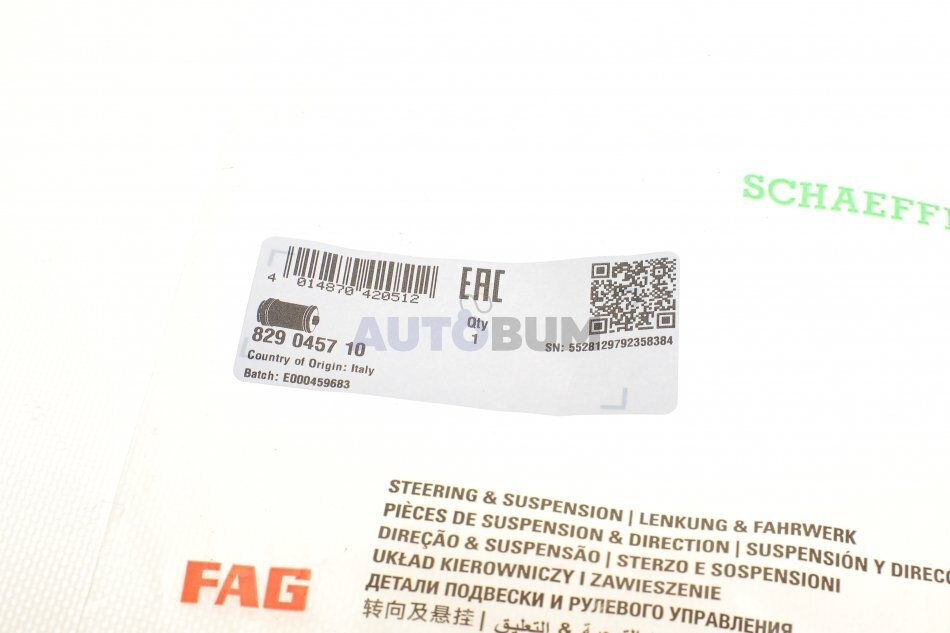 SCHAEFF
4 014870 420512
EAC
Qty
1
829 0457 10
Country of Origin: Italy
Batch: E000459683
SN: 5528129792358384
AUTOBUM
FAG
STEERING & SUSPENSION | LENKUNG & FAHRWERK
PIÈCES DE SUSPENSION & DIRECTION | SUSPENSIÓN Y DIREC
DIREÇÃO & SUSPENSÃO | STERZO E SOSPENSIONI
UKŁAD KIEROWNICZY I ZAWIESZENIE
ДЕТАЛИ ПОДВЕСКИ И РУЛЕВОГО УПРАВЛЕНИЯ
转向及悬挂 | التوجيه & التعليق